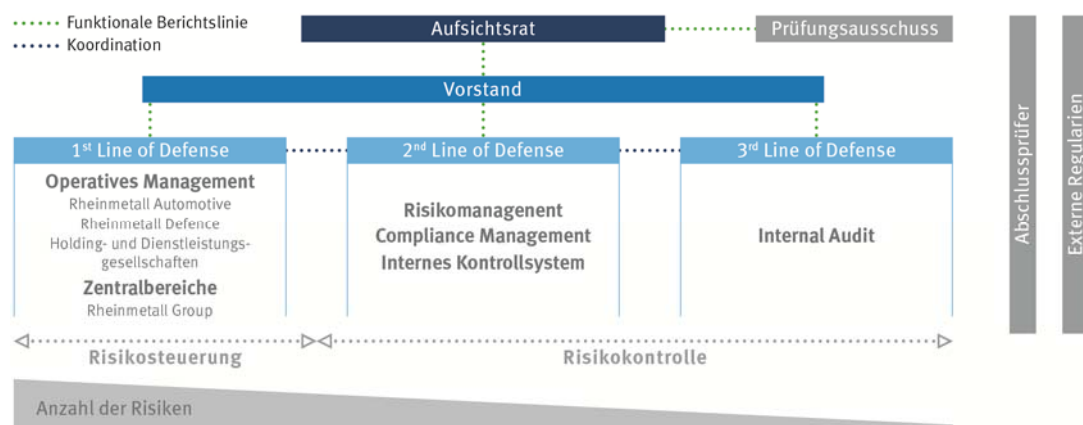 Funktionale Berichtslinie
Koordination
Aufsichtsrat
Prüfungsausschuss
Vorstand
1st Line of Defense
2nd Line of Defense
3rd Line of Defense
Operatives Management
Rheinmetall Automotive
Rheinmetall Defence
Holding- und Dienstleistungs-
gesellschaften
Zentralbereiche
Rheinmetall Group
Risikomanagenent
Compliance Management
Internes Kontrollsystem
Internal Audit
Abschlussprüfer
Externe Regularien
Risikosteuerung
Risikokontrolle
Anzahl der Risiken